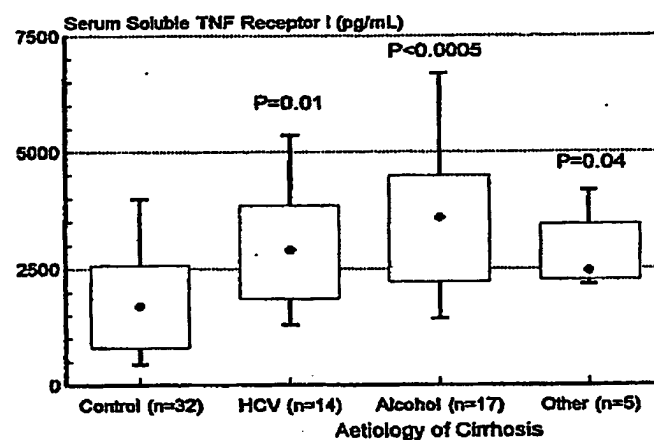 Serum Soluble TNF Receptor I (pg/mL)
7500
P<0.0005
P=0.01
5000
P=0.04
2500
0
Control (n=32) HCV (n=14) Alcohol (n=17) Other (n=5)
Aetiology of Cirrhosis